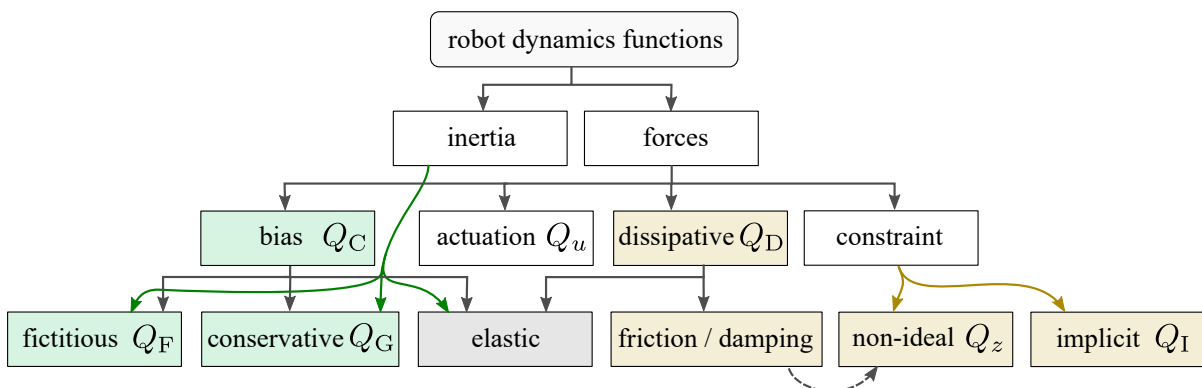 robot dynamics functions
inertia
forces
bias Q_C
actuation Q_u
dissipative Q_D
constraint
fictitious Q_F
conservative Q_G
elastic
friction / damping
non-ideal Q_z
implicit Q_I